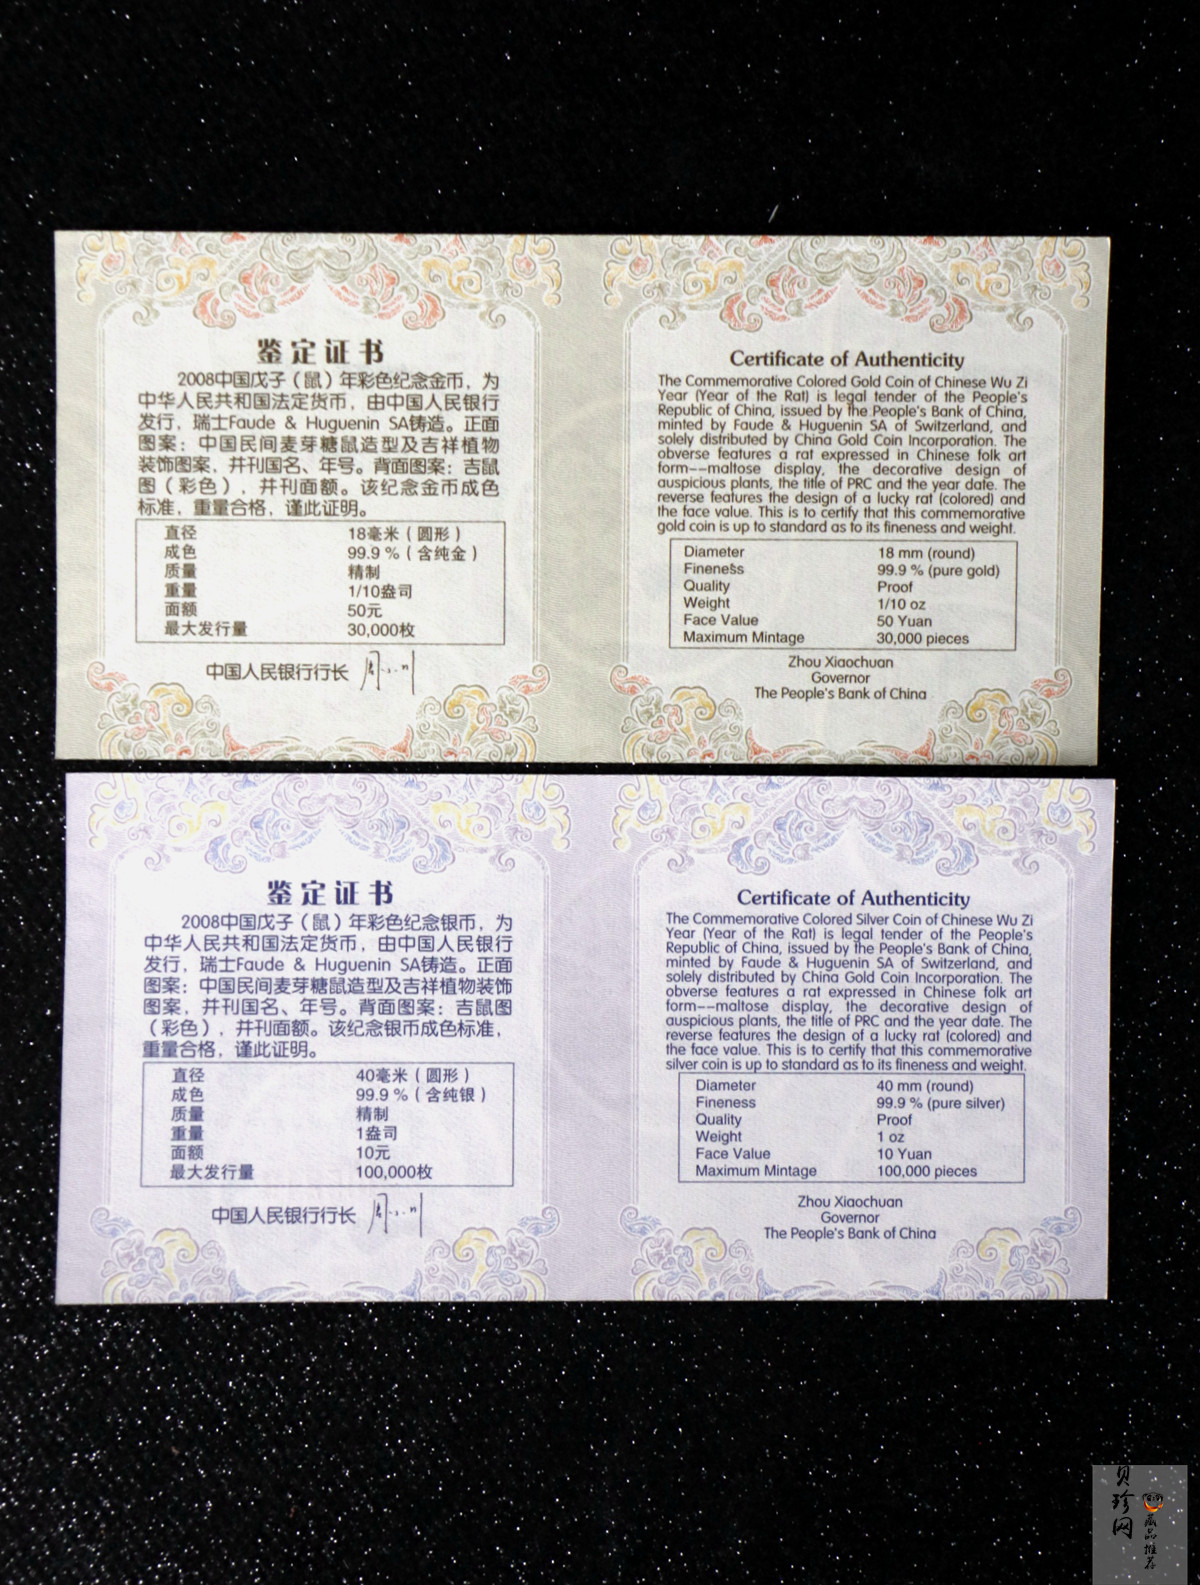 鉴定证书
2008中国戊子（鼠）年彩色纪念金币，为
中华人民共和国法定货币，由中国人民银行
发行，瑞士Faude & Huguenin SA铸造。正面
图案：中国民间麦芽糖鼠造型及吉祥植物
装饰图案，并刊国名、年号。背面图案：吉鼠
图（彩色），并刊面额。该纪念金币成色
标准，重量合格，谨此证明。
直径 18毫米（圆形）
成色 99.9 %（含纯金）
质量 精制
重量 1/10盎司
面额 50元
最大发行量 30,000枚
中国人民银行行长
Certificate of Authenticity
The Commemorative Colored Gold Coin of Chinese Wu Zi
Year (Year of the Rat) is legal tender of the People's
Republic of China, issued by the People's Bank of China,
minted by Faude & Huguenin SA of Switzerland, and
solely distributed by China Gold Coin Incorporation. The
obverse features a rat expressed in Chinese folk art
form--maltose display, the decorative design of
auspicious plants, the title of PRC and the year date. The
reverse features the design of a lucky rat (colored) and
the face value. This is to certify that this commemorative
gold coin is up to standard as to its fineness and weight.
Diameter 18 mm (round)
Fineness 99.9 % (pure gold)
Quality Proof
Weight 1/10 oz
Face Value 50 Yuan
Maximum Mintage 30,000 pieces
Zhou Xiaochuan
Governor
The People's Bank of China
鉴定证书
2008中国戊子（鼠）年彩色纪念银币，为
中华人民共和国法定货币，由中国人民银行
发行，瑞士Faude & Huguenin SA铸造。正面
图案：中国民间麦芽糖鼠造型及吉祥植物装饰
图案，并刊国名、年号。背面图案：吉鼠图
（彩色），并刊面额。该纪念银币成色标准，
重量合格，谨此证明。
直径 40毫米（圆形）
成色 99.9 %（含纯银）
质量 精制
重量 1盎司
面额 10元
最大发行量 100,000枚
中国人民银行行长
Certificate of Authenticity
The Commemorative Colored Silver Coin of Chinese Wu Zi
Year (Year of the Rat) is legal tender of the People's
Republic of China, issued by the People's Bank of China,
minted by Faude & Huguenin SA of Switzerland, and
solely distributed by China Gold Coin Incorporation. The
obverse features a rat expressed in Chinese folk art
form--maltose display, the decorative design of
auspicious plants, the title of PRC and the year date. The
reverse features the design of a lucky rat (colored) and
the face value. This is to certify that this commemorative
silver coin is up to standard as to its fineness and weight.
Diameter 40 mm (round)
Fineness 99.9 % (pure silver)
Quality Proof
Weight 1 oz
Face Value 10 Yuan
Maximum Mintage 100,000 pieces
Zhou Xiaochuan
Governor
The People's Bank of China
贝珍网
藏品推荐